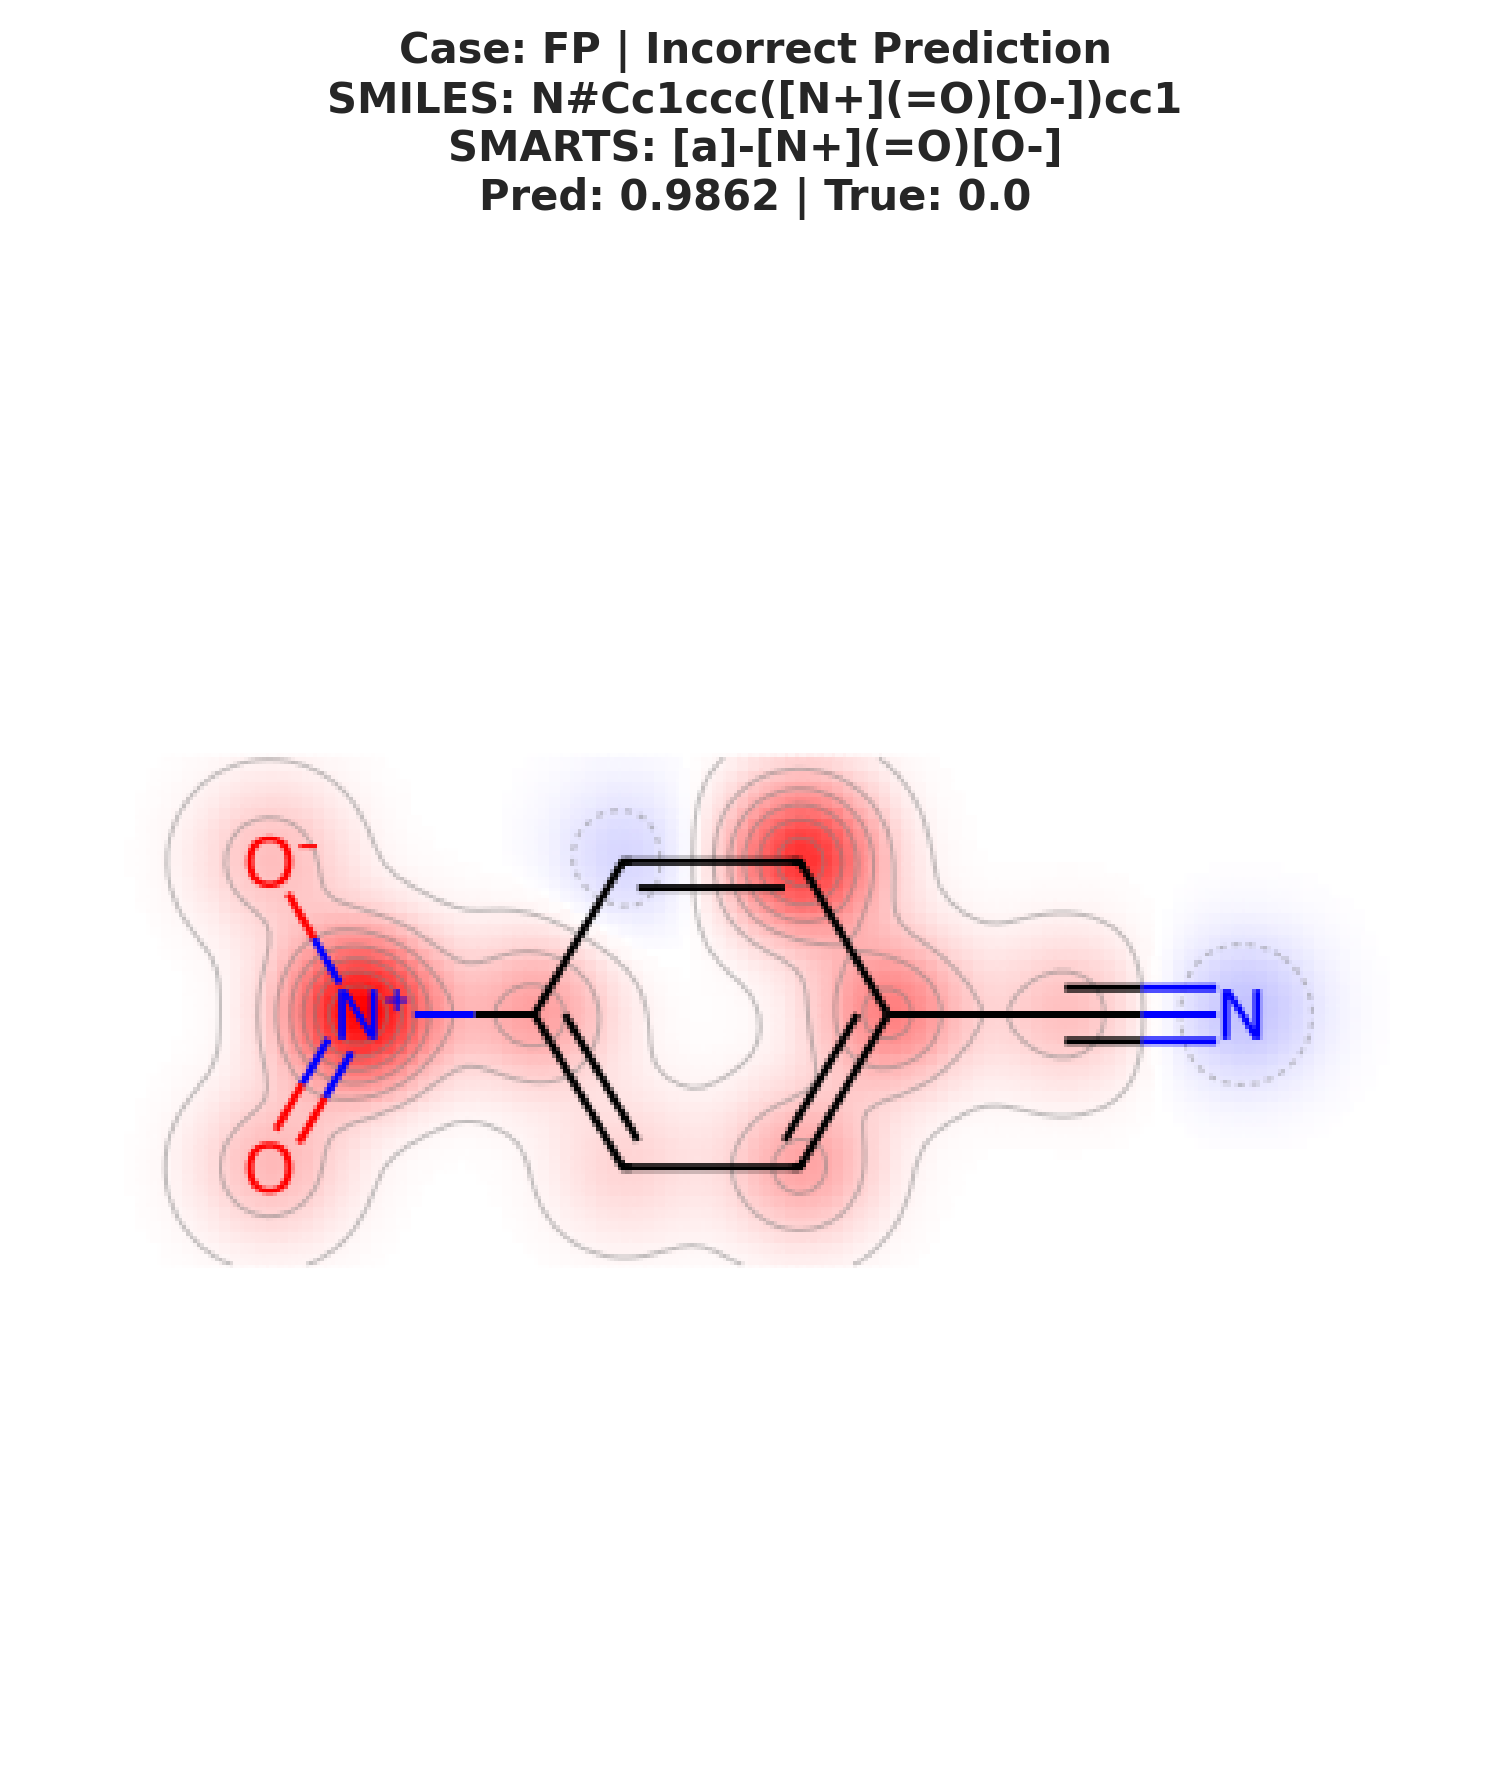 Case: FP | Incorrect Prediction
SMILES: N#Cc1ccc([N+](=O)[O-])cc1
SMARTS: [a]-[N+](=O)[O-]
Pred: 0.9862 | True: 0.0
O⁻
N⁺
N
O